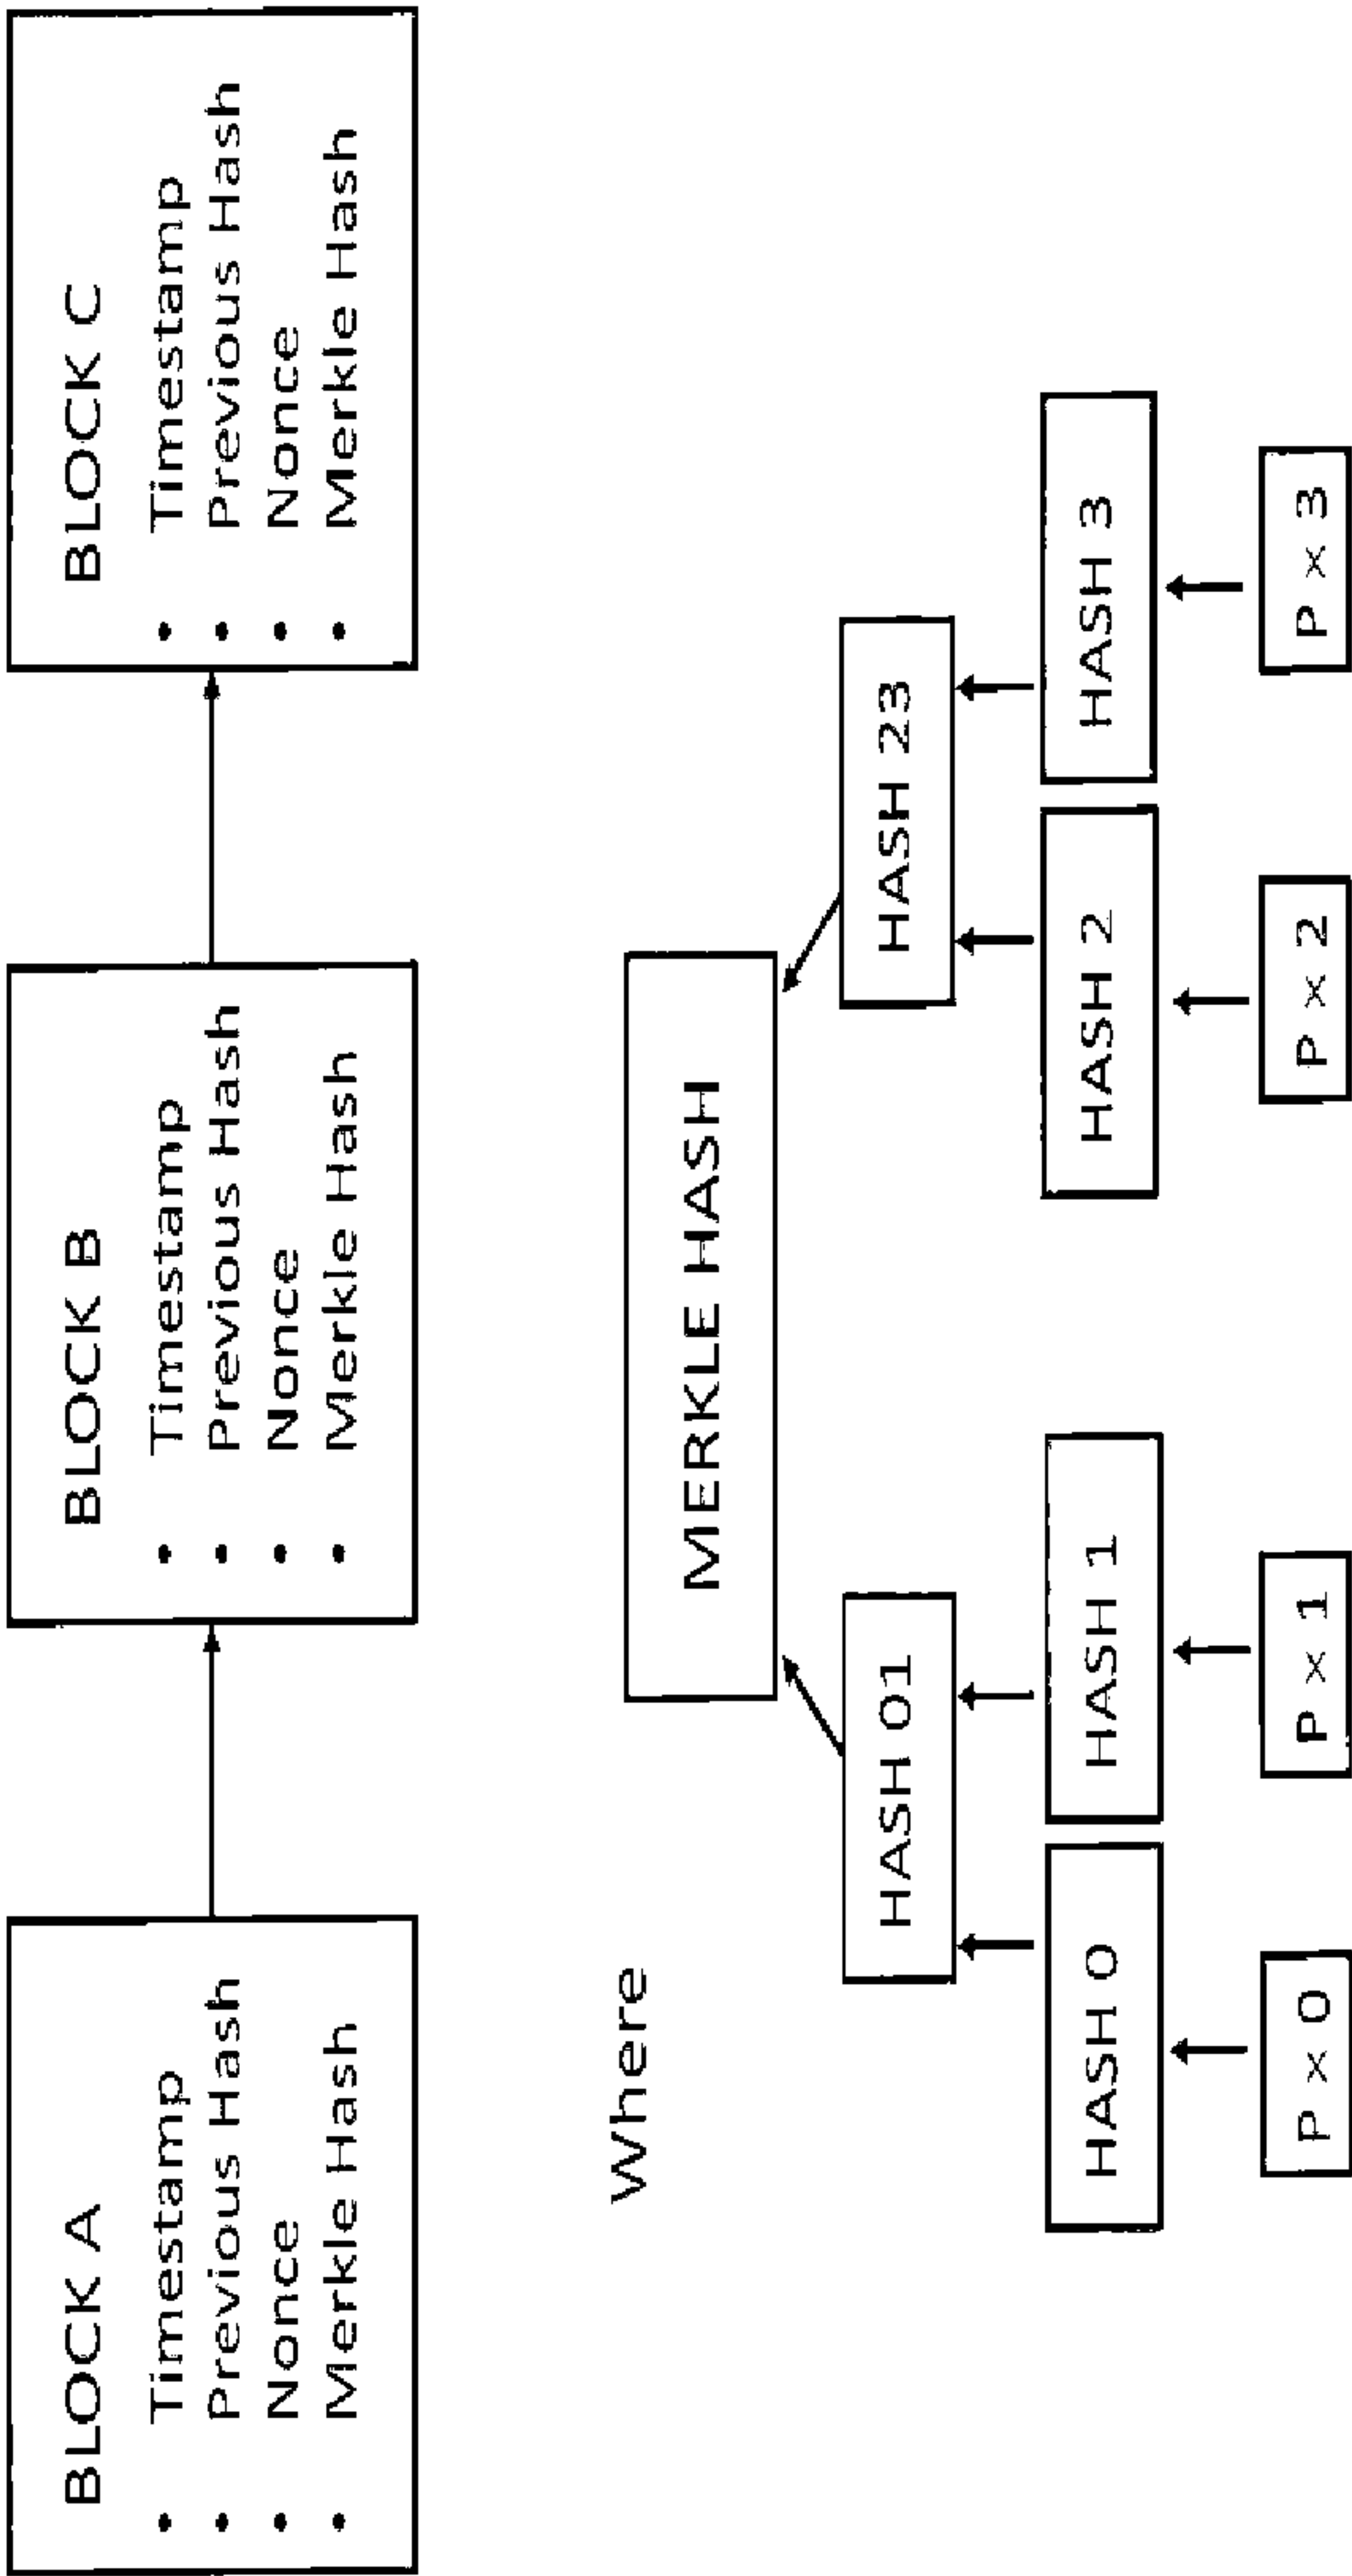 BLOCK A
• Timestamp
• Previous Hash
• Nonce
• Merkle Hash
BLOCK B
• Timestamp
• Previous Hash
• Nonce
• Merkle Hash
BLOCK C
• Timestamp
• Previous Hash
• Nonce
• Merkle Hash
Where
MERKLE HASH
HASH 01
HASH 23
HASH 0
HASH 1
HASH 2
HASH 3
P x 0
P x 1
P x 2
P x 3